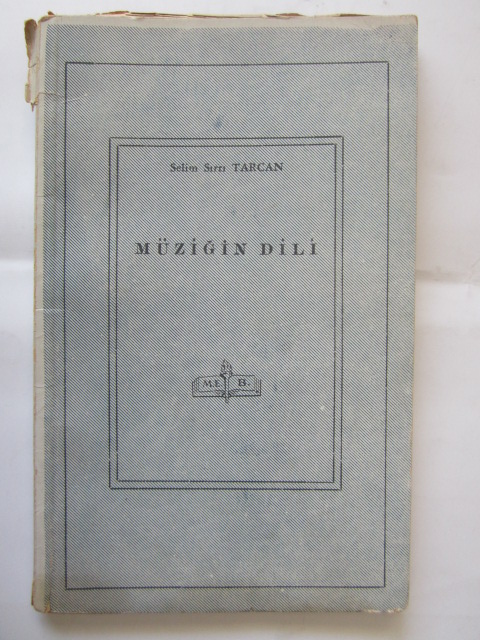 Selim Sırrı TARCAN
MÜZİĞİN DİLİ
M.E. B.